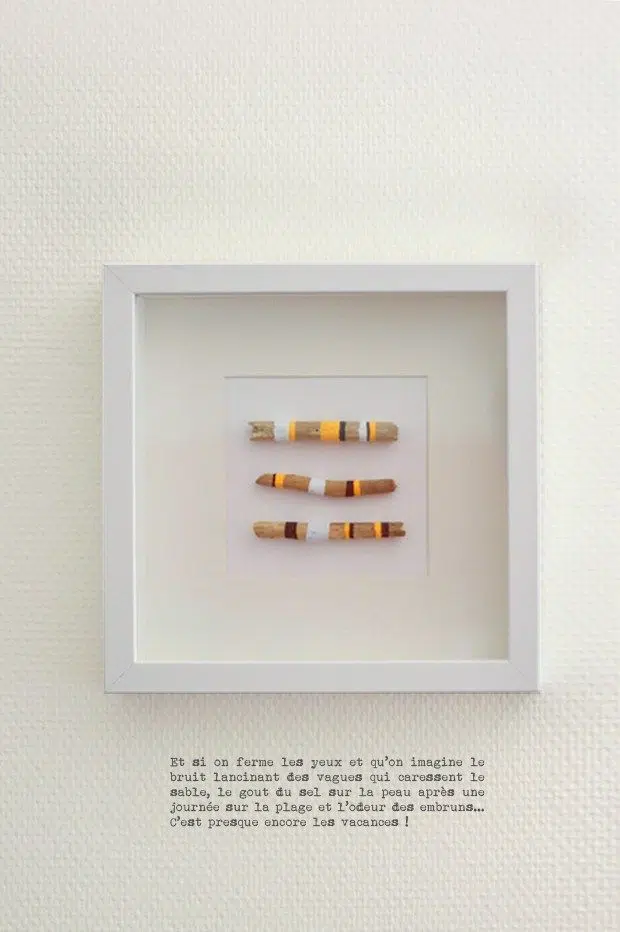 Et si on ferme les yeux et qu'on imagine le
bruit lancinant des vagues qui caressent le
sable, le gout du sel sur la peau après une
journée sur la plage et l'odeur des embruns...
C'est presque encore les vacances !